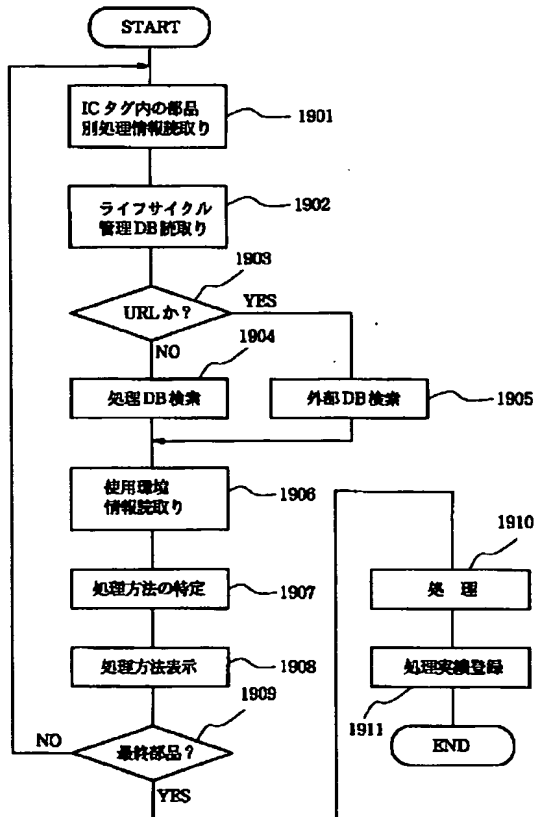 START
ICタグ内の部品
別処理情報読取り
1901
ライフサイクル
管理DB読取り
1902
1903
URLか?
YES
NO
1904
処理DB検索
外部DB検索
1905
使用環境
情報読取り
1906
処理方法の特定
1907
処理方法表示
1908
1909
最終部品?
NO
YES
1910
処 理
処理実績登録
1911
END